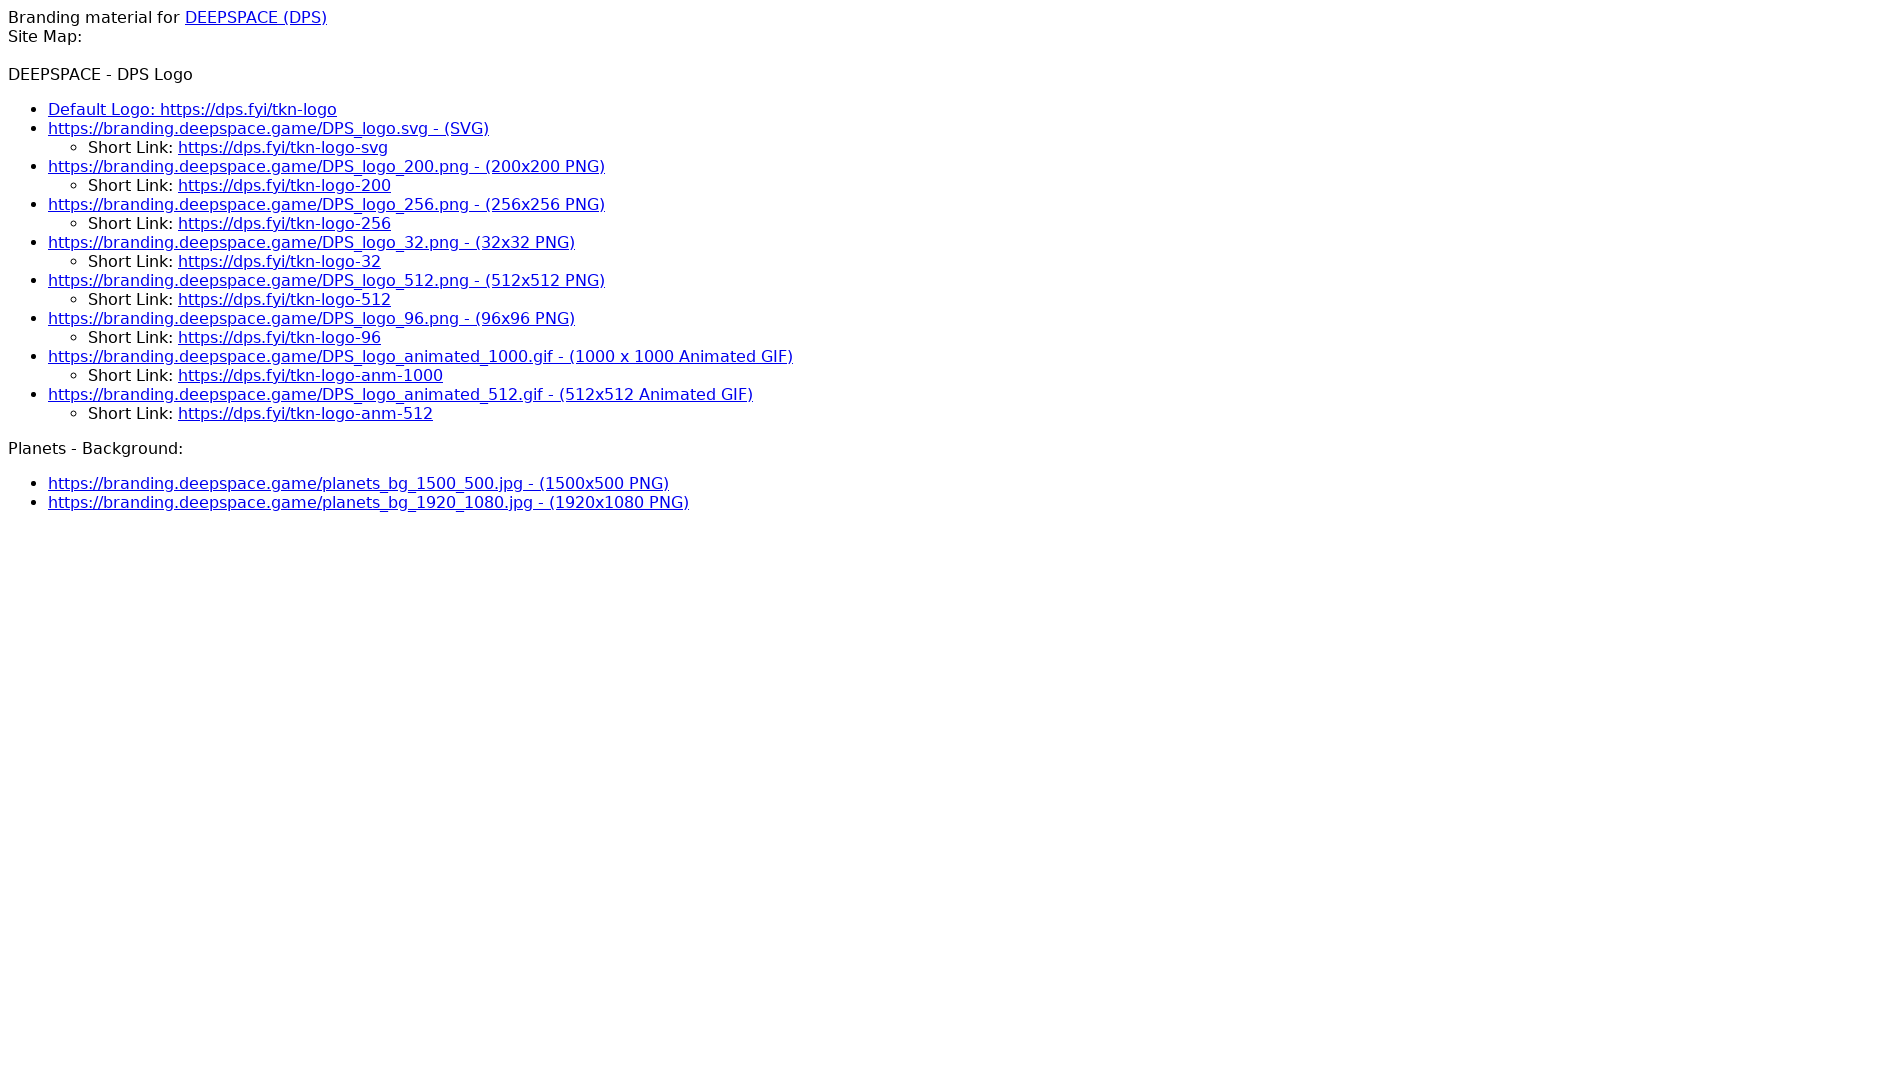 Branding material for DEEPSPACE (DPS)
Site Map:
DEEPSPACE - DPS Logo
Default Logo: https://dps.fyi/tkn-logo
https://branding.deepspace.game/DPS_logo.svg - (SVG)
Short Link: https://dps.fyi/tkn-logo-svg
https://branding.deepspace.game/DPS_logo_200.png - (200x200 PNG)
Short Link: https://dps.fyi/tkn-logo-200
https://branding.deepspace.game/DPS_logo_256.png - (256x256 PNG)
Short Link: https://dps.fyi/tkn-logo-256
https://branding.deepspace.game/DPS_logo_32.png - (32x32 PNG)
Short Link: https://dps.fyi/tkn-logo-32
https://branding.deepspace.game/DPS_logo_512.png - (512x512 PNG)
Short Link: https://dps.fyi/tkn-logo-512
https://branding.deepspace.game/DPS_logo_96.png - (96x96 PNG)
Short Link: https://dps.fyi/tkn-logo-96
https://branding.deepspace.game/DPS_logo_animated_1000.gif - (1000 x 1000 Animated GIF)
Short Link: https://dps.fyi/tkn-logo-anm-1000
https://branding.deepspace.game/DPS_logo_animated_512.gif - (512x512 Animated GIF)
Short Link: https://dps.fyi/tkn-logo-anm-512
Planets - Background:
https://branding.deepspace.game/planets_bg_1500_500.jpg - (1500x500 PNG)
https://branding.deepspace.game/planets_bg_1920_1080.jpg - (1920x1080 PNG)